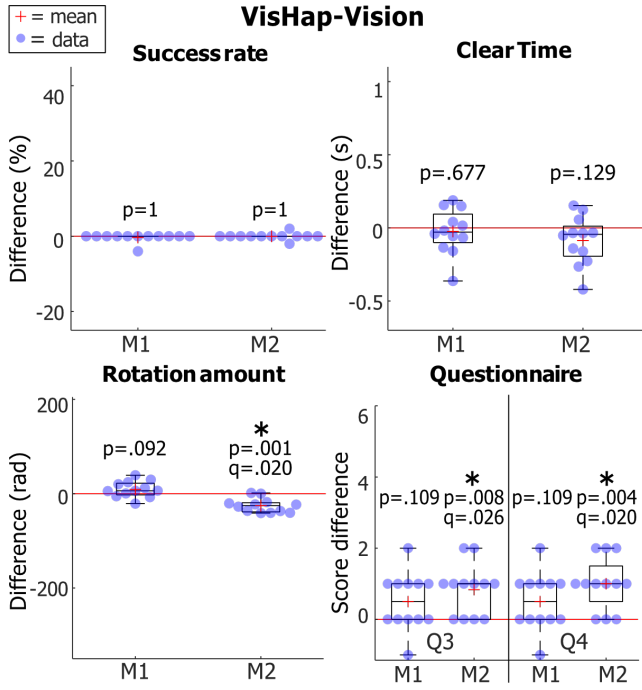 VisHap-Vision
+ = mean
= data
Success rate
Difference (%)
40
20
0
-20
p=1
p=1
M1
M2
Clear Time
Difference (s)
1
0.5
0
-0.5
p=.677
p=.129
M1
M2
Rotation amount
Difference (rad)
200
0
-200
p=.092
*
p=.001
q=.020
M1
M2
Questionnaire
Score difference
6
4
2
0
p=.109
*
p=.008
q=.026
p=.109
*
p=.004
q=.020
Q3
Q4
M1
M2
M1
M2